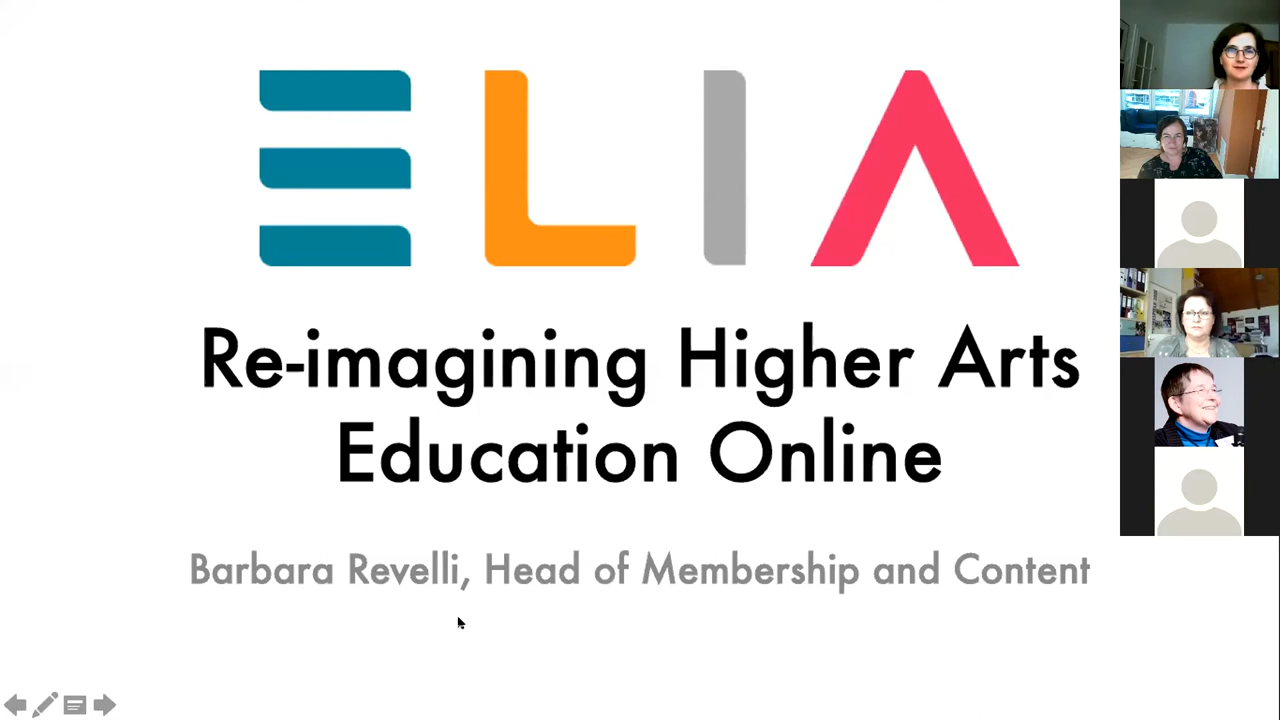 ELIA
Re-imagining Higher Arts
Education Online
Barbara Revelli, Head of Membership and Content